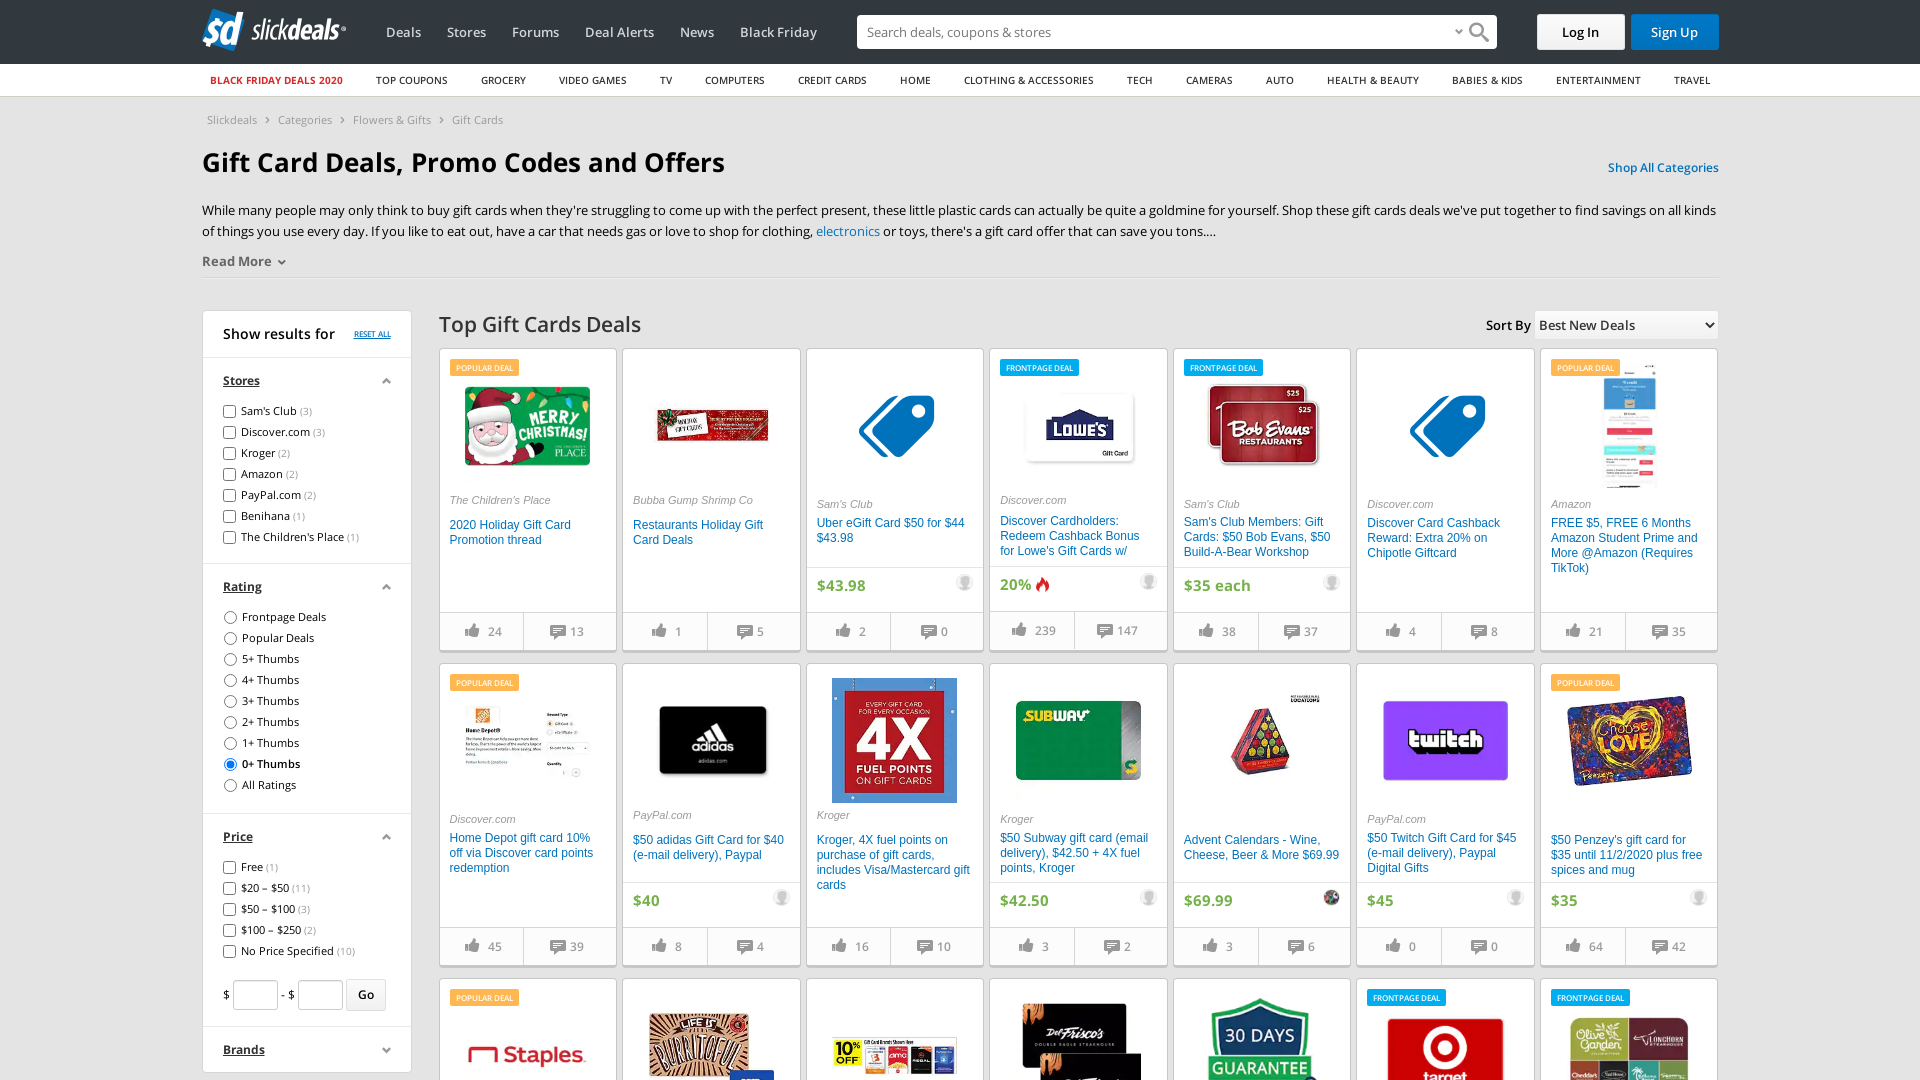 sd slickdeals
Deals Stores Forums Deal Alerts News Black Friday
Search deals, coupons & stores
Log In Sign Up
BLACK FRIDAY DEALS 2020 TOP COUPONS GROCERY VIDEO GAMES TV COMPUTERS CREDIT CARDS HOME CLOTHING & ACCESSORIES TECH CAMERAS AUTO HEALTH & BEAUTY BABIES & KIDS ENTERTAINMENT TRAVEL
Slickdeals › Categories › Flowers & Gifts › Gift Cards
Gift Card Deals, Promo Codes and Offers
Shop All Categories
While many people may only think to buy gift cards when they're struggling to come up with the perfect present, these little plastic cards can actually be quite a goldmine for yourself. Shop these gift cards deals we've put together to find savings on all kinds
of things you use every day. If you like to eat out, have a car that needs gas or love to shop for clothing, electronics or toys, there's a gift card offer that can save you tons....
Read More
Show results for RESET ALL
Stores
Sam's Club (3)
Discover.com (3)
Kroger (2)
Amazon (2)
PayPal.com (2)
Benihana (1)
The Children's Place (1)
Rating
Frontpage Deals
Popular Deals
5+ Thumbs
4+ Thumbs
3+ Thumbs
2+ Thumbs
1+ Thumbs
0+ Thumbs
All Ratings
Price
Free (1)
$20 – $50 (11)
$50 – $100 (3)
$100 – $250 (2)
No Price Specified (10)
$ - $ Go
Brands
Top Gift Cards Deals
Sort By Best New Deals
POPULAR DEAL
MERRY
CHRISTMAS!
PLACE
The Children's Place
2020 Holiday Gift Card
Promotion thread
24 13
Bubba Gump Shrimp Co
Restaurants Holiday Gift
Card Deals
1 5
Sam's Club
Uber eGift Card $50 for $44
$43.98
$43.98
2 0
FRONTPAGE DEAL
LOWE'S
Gift Card
Discover.com
Discover Cardholders:
Redeem Cashback Bonus
for Lowe's Gift Cards w/
20%
239 147
FRONTPAGE DEAL
$25
$25
Bob Evans
RESTAURANTS
Sam's Club
Sam's Club Members: Gift
Cards: $50 Bob Evans, $50
Build-A-Bear Workshop
$35 each
38 37
Discover.com
Discover Card Cashback
Reward: Extra 20% on
Chipotle Giftcard
4 8
POPULAR DEAL
Amazon
FREE $5, FREE 6 Months
Amazon Student Prime and
More @Amazon (Requires
TikTok)
21 35
POPULAR DEAL
Home Depot®
Quantity
Discover.com
Home Depot gift card 10%
off via Discover card points
redemption
45 39
adidas
adidas.com
PayPal.com
$50 adidas Gift Card for $40
(e-mail delivery), Paypal
$40
8 4
EVERY GIFT CARD
FOR EVERY OCCASION
4X
FUEL POINTS
ON GIFT CARDS
Kroger
Kroger, 4X fuel points on
purchase of gift cards,
includes Visa/Mastercard gift
cards
16 10
SUBWAY
Kroger
$50 Subway gift card (email
delivery), $42.50 + 4X fuel
points, Kroger
$42.50
3 2
LOCATIONS
Advent Calendars - Wine,
Cheese, Beer & More $69.99
$69.99
3 6
twitch
PayPal.com
$50 Twitch Gift Card for $45
(e-mail delivery), Paypal
Digital Gifts
$45
0 0
POPULAR DEAL
Choose
LOVE
Penzeys
$50 Penzey's gift card for
$35 until 11/2/2020 plus free
spices and mug
$35
64 42
POPULAR DEAL
Staples
LIFE IS
BURRITOFUL
10%
OFF
Gift Card Brands Shown Here
AMC
REGAL
Del Frisco's
DOUBLE EAGLE STEAKHOUSE
Del Frisco's
30 DAYS
GUARANTEE
FRONTPAGE DEAL
target
FRONTPAGE DEAL
Olive
Garden
LONGHORN
STEAKHOUSE
Cheddar's